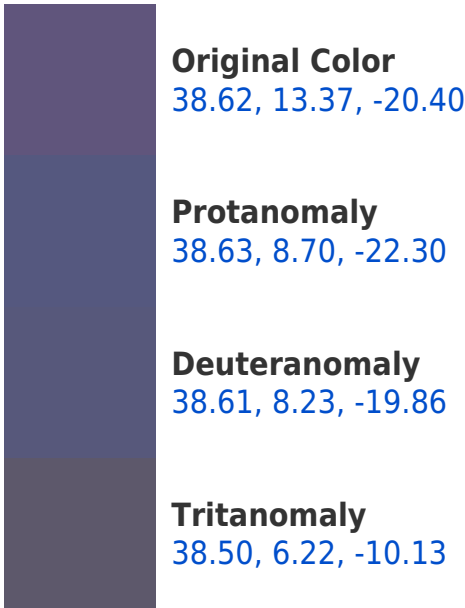 Original Color
38.62, 13.37, -20.40
Protanomaly
38.63, 8.70, -22.30
Deuteranomaly
38.61, 8.23, -19.86
Tritanomaly
38.50, 6.22, -10.13